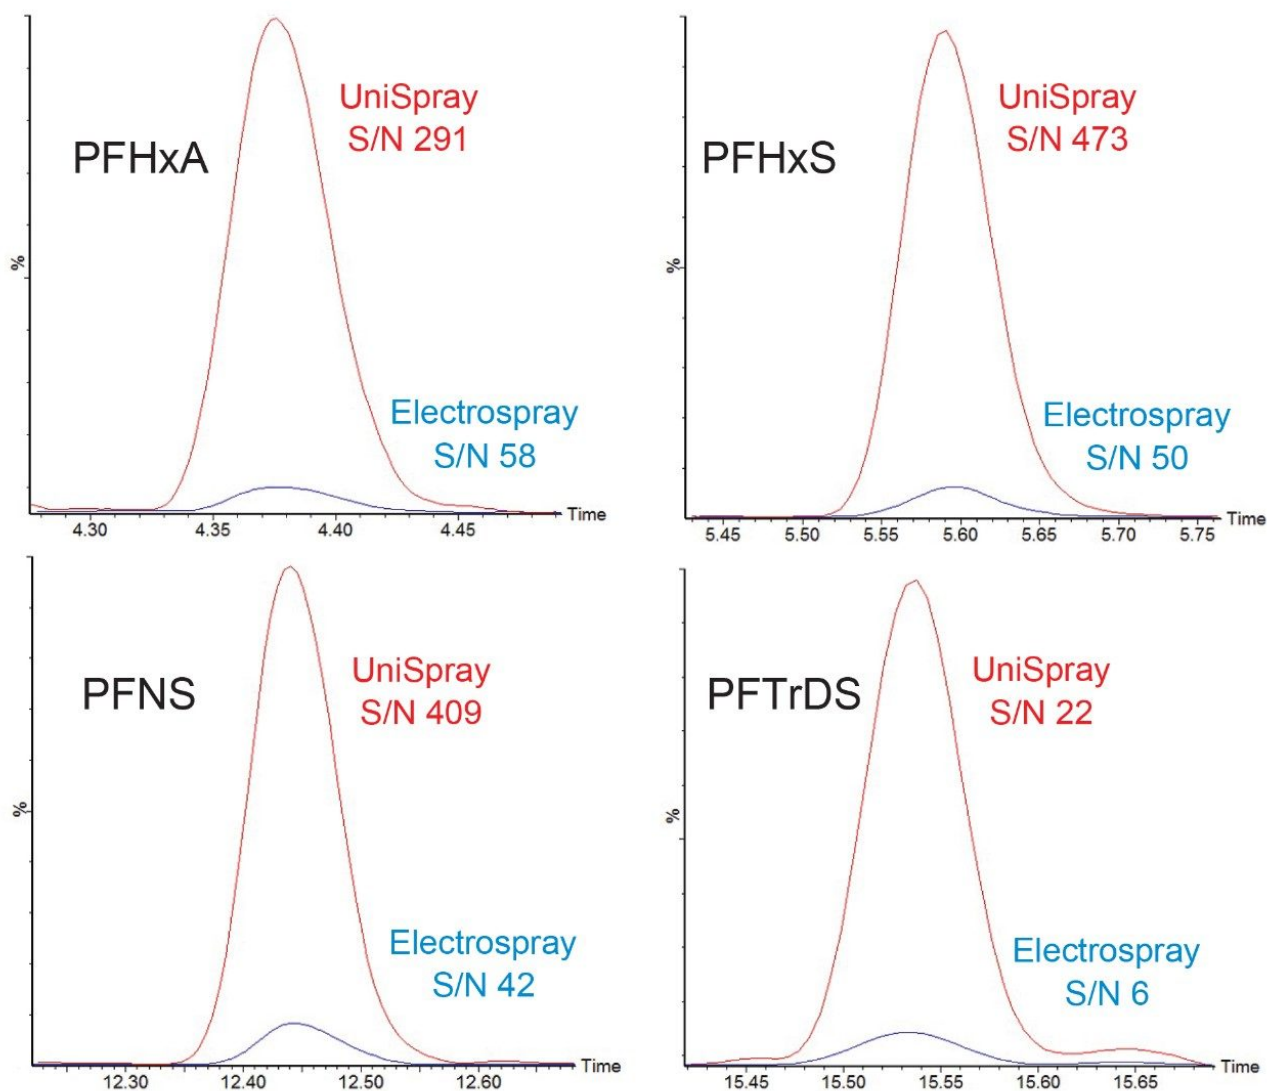 PFHxA
UniSpray
S/N 291
Electrospray
S/N 58
%
4.30 4.35 4.40 4.45 Time
PFHxS
UniSpray
S/N 473
Electrospray
S/N 50
%
5.45 5.50 5.55 5.60 5.65 5.70 5.75 Time
PFNS
UniSpray
S/N 409
Electrospray
S/N 42
%
12.30 12.40 12.50 12.60 Time
PFTrDS
UniSpray
S/N 22
Electrospray
S/N 6
%
15.45 15.50 15.55 15.60 15.65 Time